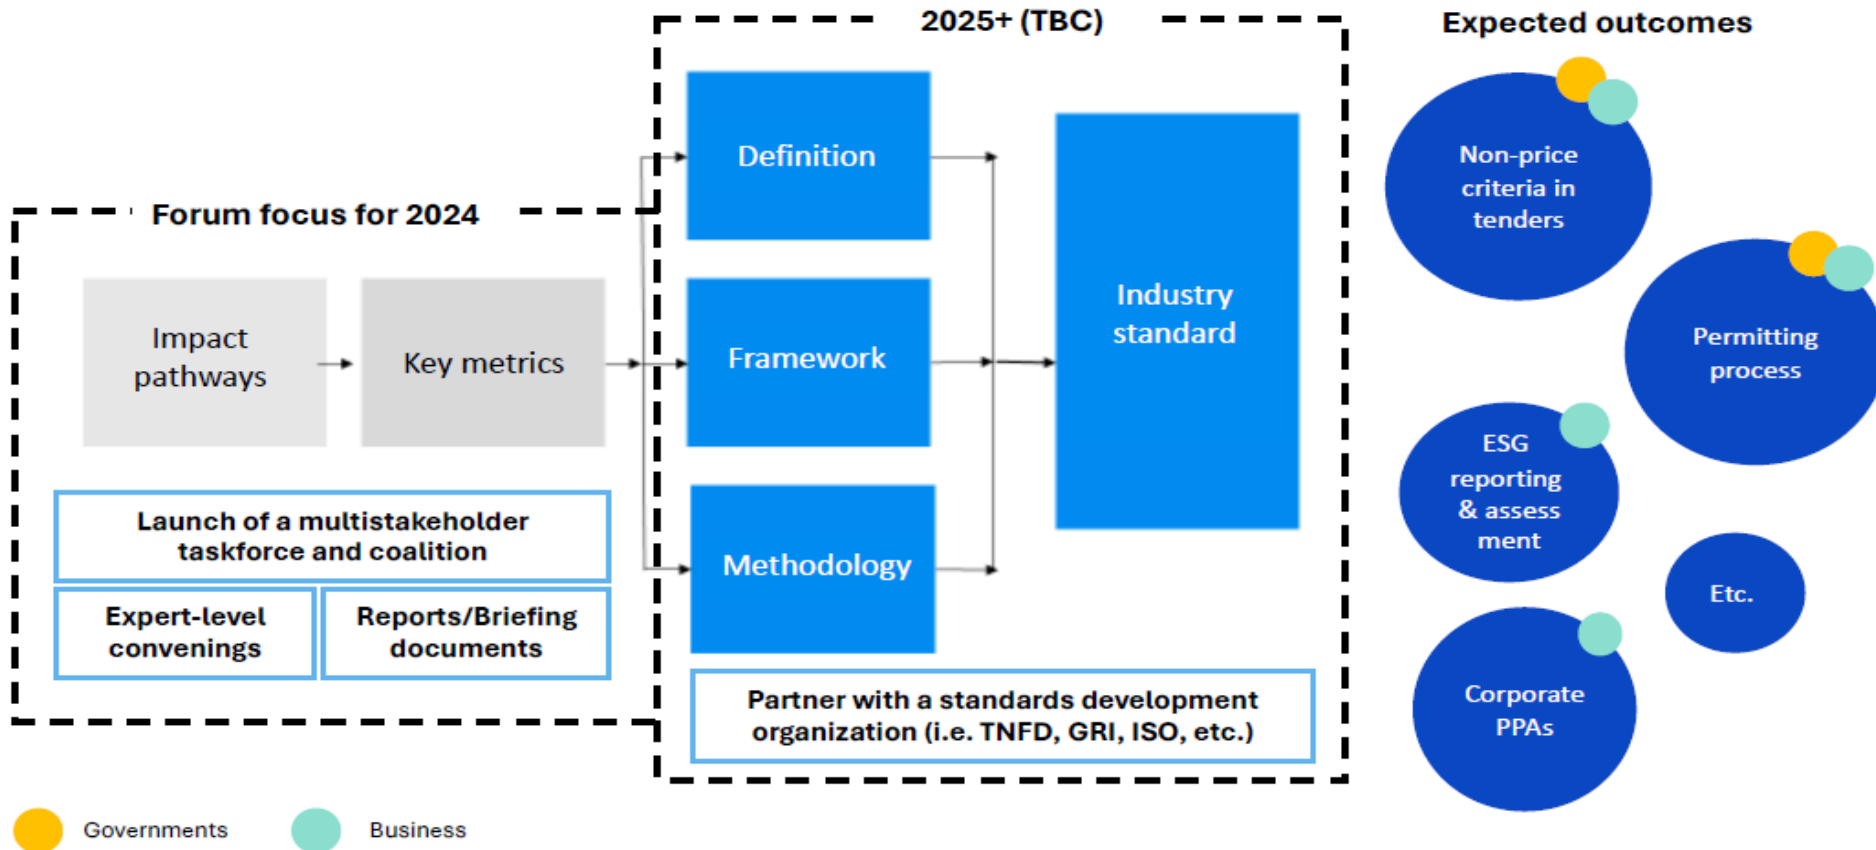 2025+ (TBC)
Expected outcomes
Forum focus for 2024
Impact
pathways
Key metrics
Launch of a multistakeholder
taskforce and coalition
Expert-level
convenings
Reports/Briefing
documents
Definition
Framework
Methodology
Industry
standard
Partner with a standards development
organization (i.e. TNFD, GRI, ISO, etc.)
Non-price
criteria in
tenders
Permitting
process
ESG
reporting
& assess
ment
Etc.
Corporate
PPAs
Governments
Business